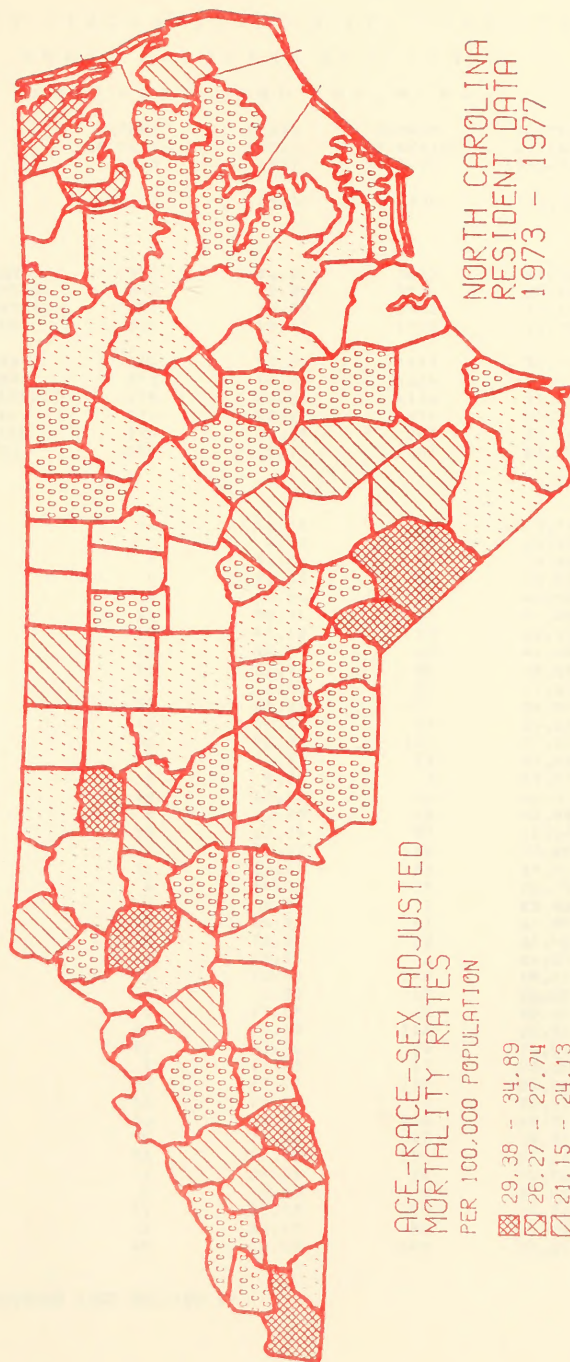 AGE-RACE-SEX ADJUSTED
MORTALITY RATES
PER 100,000 POPULATION
29.38 - 34.89
26.27 - 27.74
21.15 - 24.13
NORTH CAROLINA
RESIDENT DATA
1973 - 1977